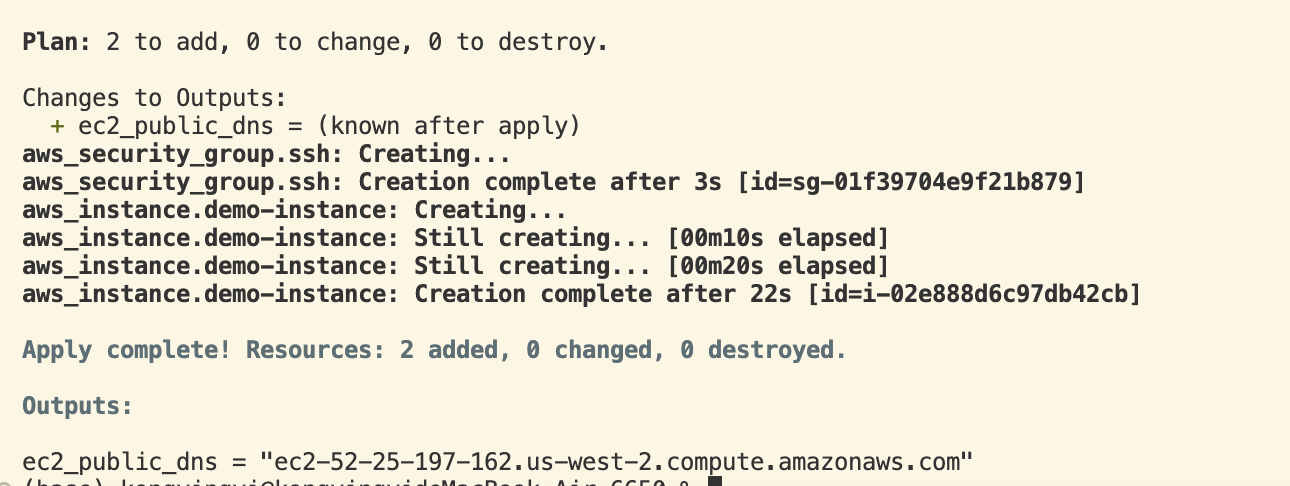 Plan: 2 to add, 0 to change, 0 to destroy.
Changes to Outputs:
+ ec2_public_dns = (known after apply)
aws_security_group.ssh: Creating...
aws_security_group.ssh: Creation complete after 3s [id=sg-01f39704e9f21b879]
aws_instance.demo-instance: Creating...
aws_instance.demo-instance: Still creating... [00m10s elapsed]
aws_instance.demo-instance: Still creating... [00m20s elapsed]
aws_instance.demo-instance: Creation complete after 22s [id=i-02e888d6c97db42cb]
Apply complete! Resources: 2 added, 0 changed, 0 destroyed.
Outputs:
ec2_public_dns = "ec2-52-25-197-162.us-west-2.compute.amazonaws.com"